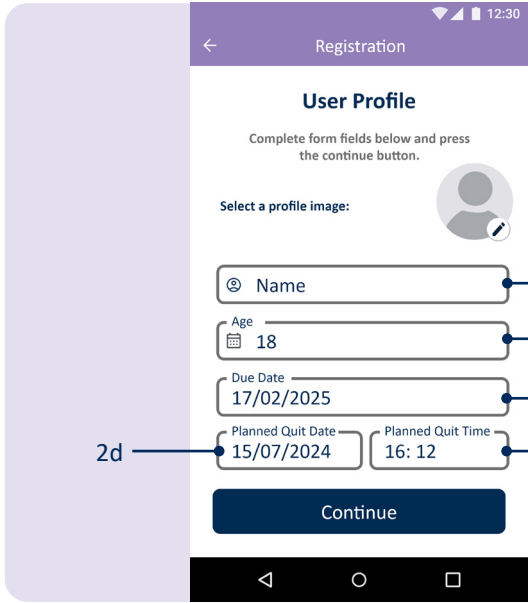 12:30
Registration
User Profile
Complete form fields below and press
the continue button.
Select a profile image:
Name
Age
18
Due Date
17/02/2025
Planned Quit Date
Planned Quit Time
2d
15/07/2024
16: 12
Continue